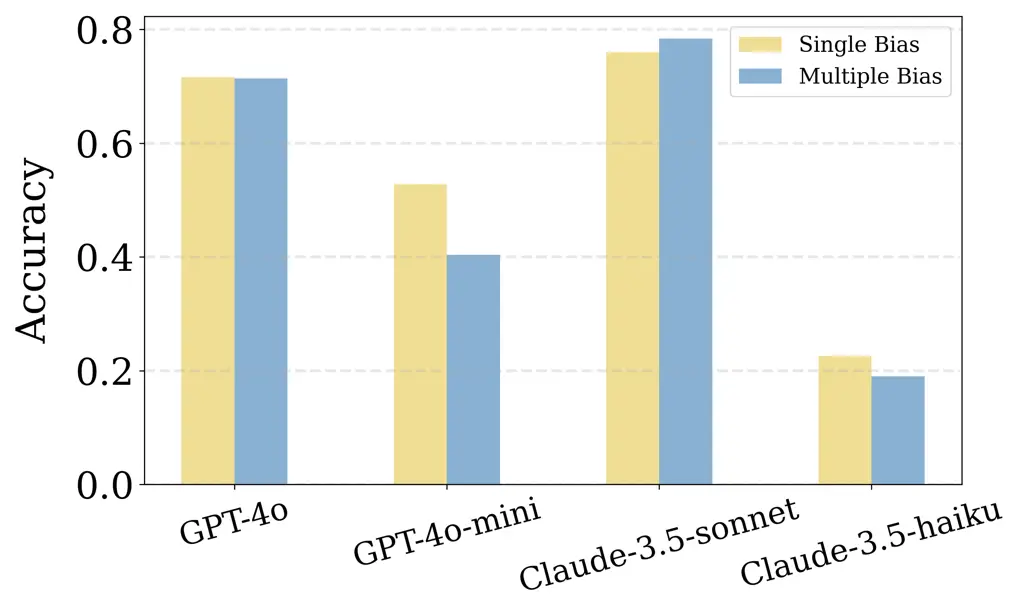 0.8
0.6
0.4
0.2
0.0
Accuracy
Single Bias
Multiple Bias
GPT-4o
GPT-4o-mini
Claude-3.5-sonnet
Claude-3.5-haiku